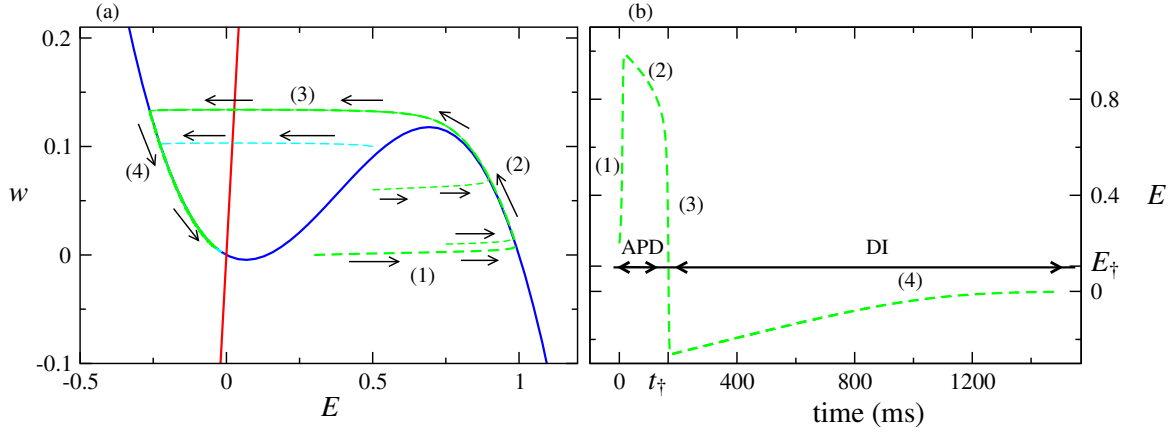 (a)
(b)
0.2
0.1
0
-0.1
w
(3)
(4)
(2)
(1)
-0.5
0
0.5
1
E
(1)
(2)
(3)
(4)
APD
DI
0.8
0.4
E†
0
E
0
t†
400
800
1200
time (ms)